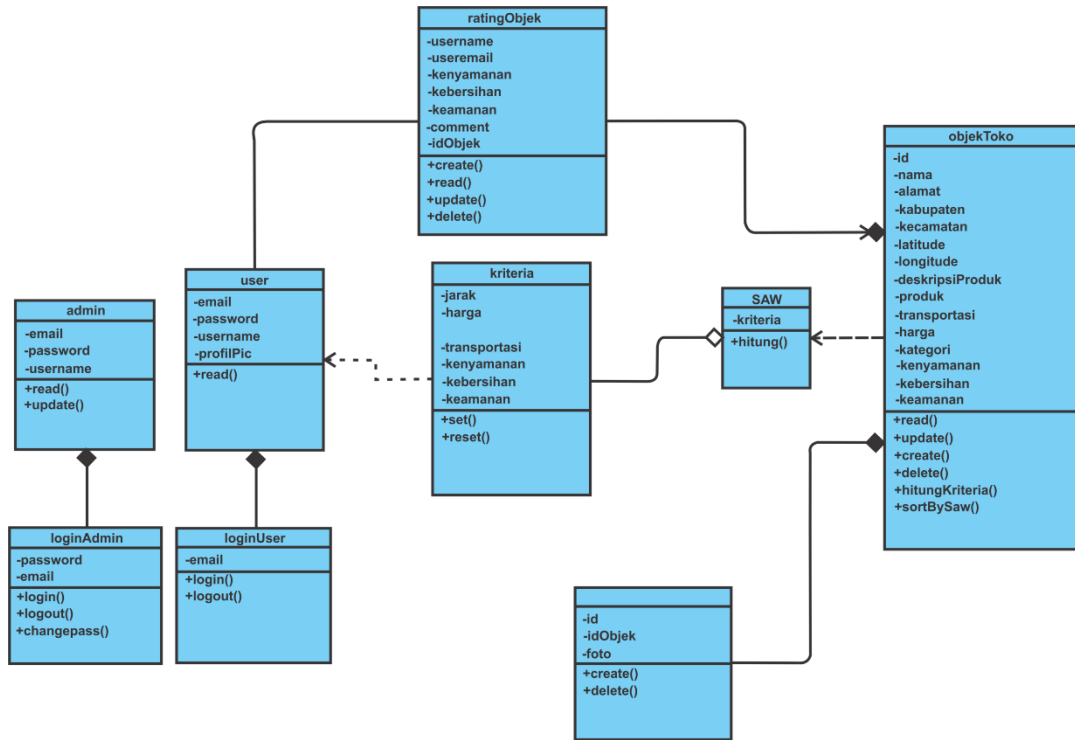 ratingObjek
-username
-useremail
-kenyamanan
-kebersihan
-keamanan
-comment
-idObjek
+create()
+read()
+update()
+delete()
objekToko
-id
-nama
-alamat
-kabupaten
-kecamatan
-latitude
-longitude
-deskripsiProduk
-produk
-transportasi
-harga
-kategori
-kenyamanan
-kebersihan
-keamanan
+read()
+update()
+create()
+delete()
+hitungKriteria()
+sortBySaw()
user
-email
-password
-username
-profilPic
+read()
kriteria
-jarak
-harga
-transportasi
-kenyamanan
-kebersihan
-keamanan
+set()
+reset()
SAW
-kriteria
+hitung()
admin
-email
-password
-username
+read()
+update()
loginAdmin
-password
-email
+login()
+logout()
+changepass()
loginUser
-email
+login()
+logout()
-id
-idObjek
-foto
+create()
+delete()